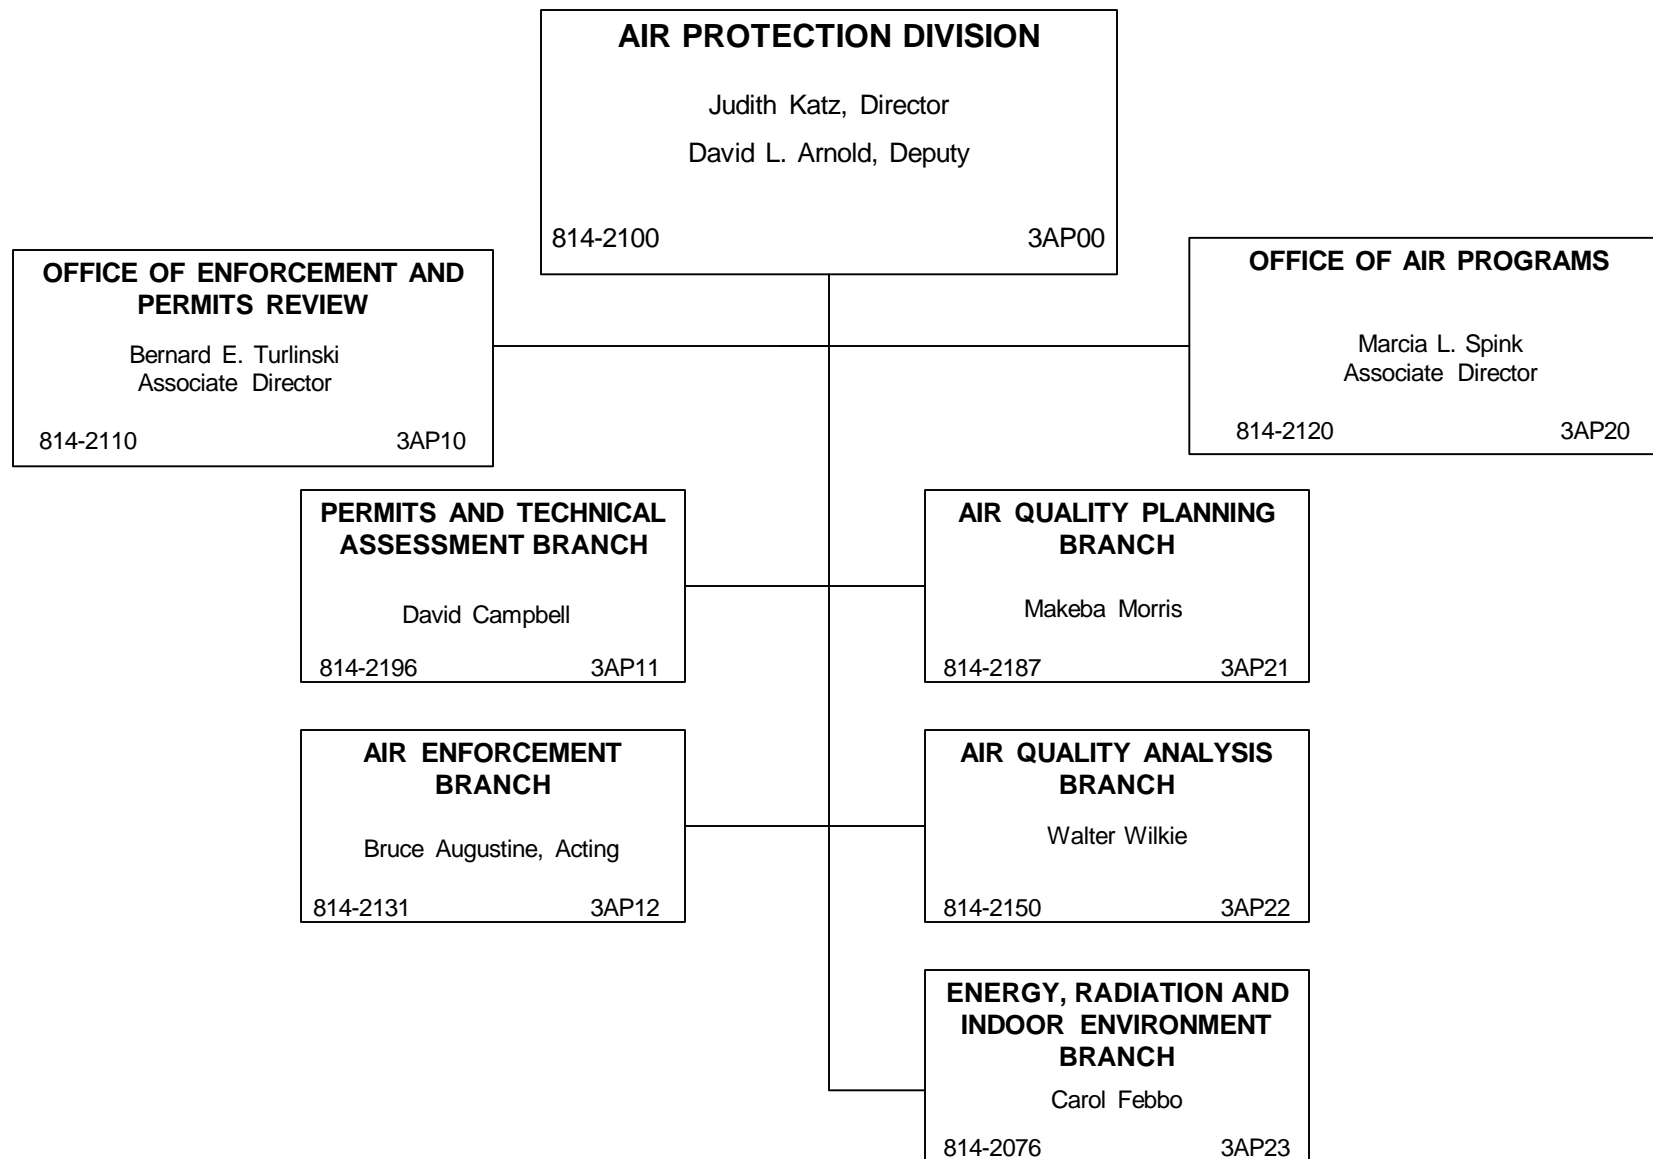 AIR PROTECTION DIVISION
Judith Katz, Director
David L. Arnold, Deputy
814-2100 3AP00
OFFICE OF ENFORCEMENT AND
PERMITS REVIEW
Bernard E. Turlinski
Associate Director
814-2110 3AP10
OFFICE OF AIR PROGRAMS
Marcia L. Spink
Associate Director
814-2120 3AP20
PERMITS AND TECHNICAL
ASSESSMENT BRANCH
David Campbell
814-2196 3AP11
AIR QUALITY PLANNING
BRANCH
Makeba Morris
814-2187 3AP21
AIR ENFORCEMENT
BRANCH
Bruce Augustine, Acting
814-2131 3AP12
AIR QUALITY ANALYSIS
BRANCH
Walter Wilkie
814-2150 3AP22
ENERGY, RADIATION AND
INDOOR ENVIRONMENT
BRANCH
Carol Febbo
814-2076 3AP23